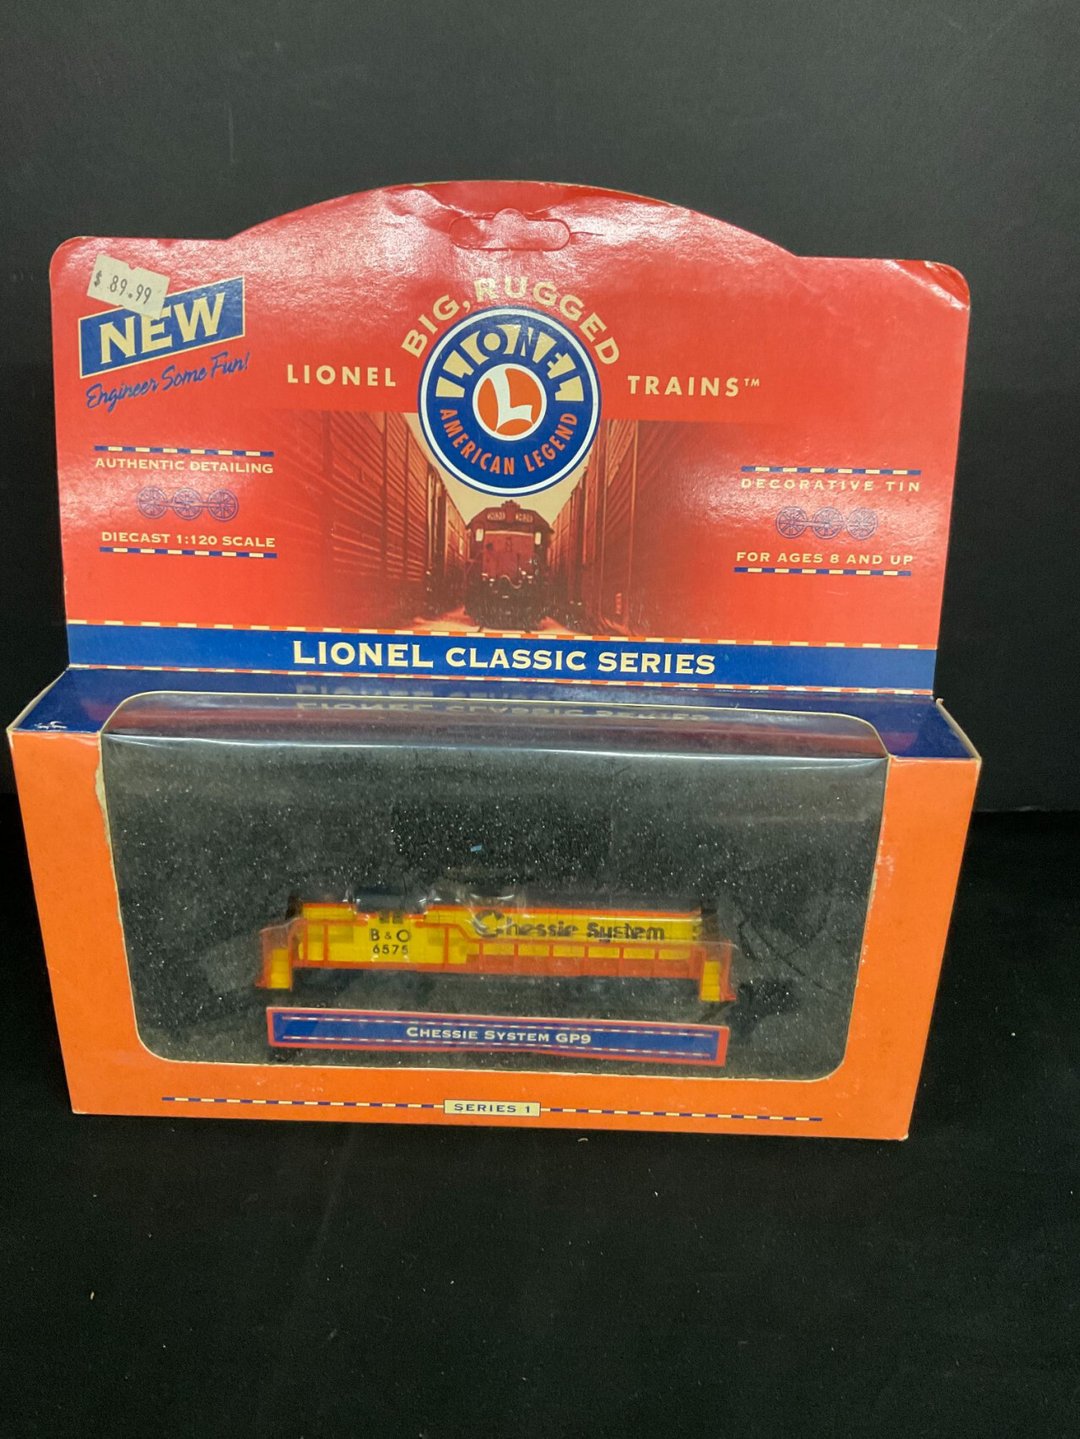 $ 89.99
NEW
Engineer Some Fun!
BIG, RUGGED
LIONEL
LIONEL
L
AMERICAN LEGEND
TRAINS™
AUTHENTIC DETAILING
DIECAST 1:120 SCALE
DECORATIVE TIN
FOR AGES 8 AND UP
LIONEL CLASSIC SERIES
B & O
6575
Chessie System
CHESSIE SYSTEM GP9
SERIES 1